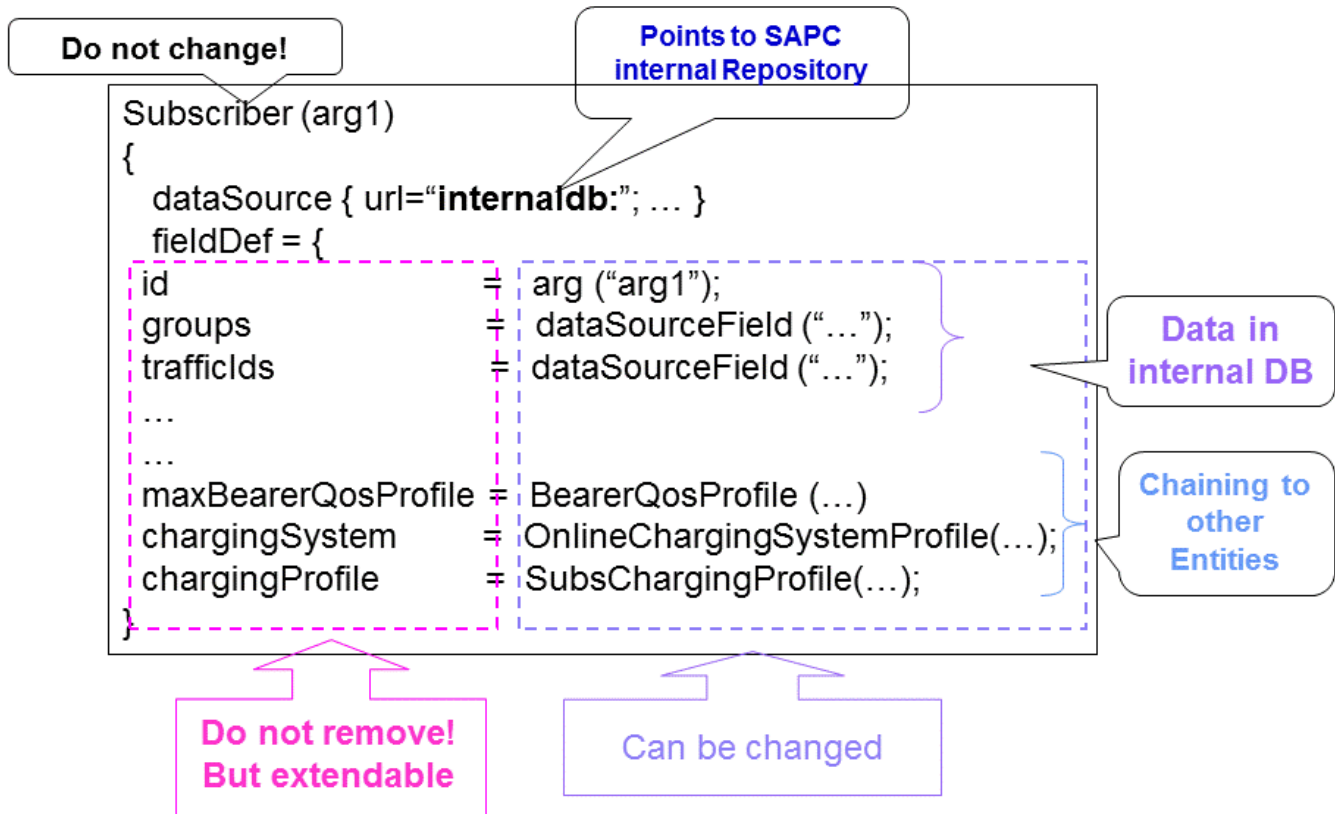 Do not change!
Points to SAPC
internal Repository
Subscriber (arg1)
{
dataSource { url=“internaldb:”; … }
fieldDef = {
id = arg (“arg1”);
groups = dataSourceField (“…”);
trafficIds = dataSourceField (“…”);
…
…
maxBearerQosProfile = BearerQosProfile (…)
chargingSystem = OnlineChargingSystemProfile(…);
chargingProfile = SubsChargingProfile(…);
}
Data in
internal DB
Chaining to
other
Entities
Do not remove!
But extendable
Can be changed